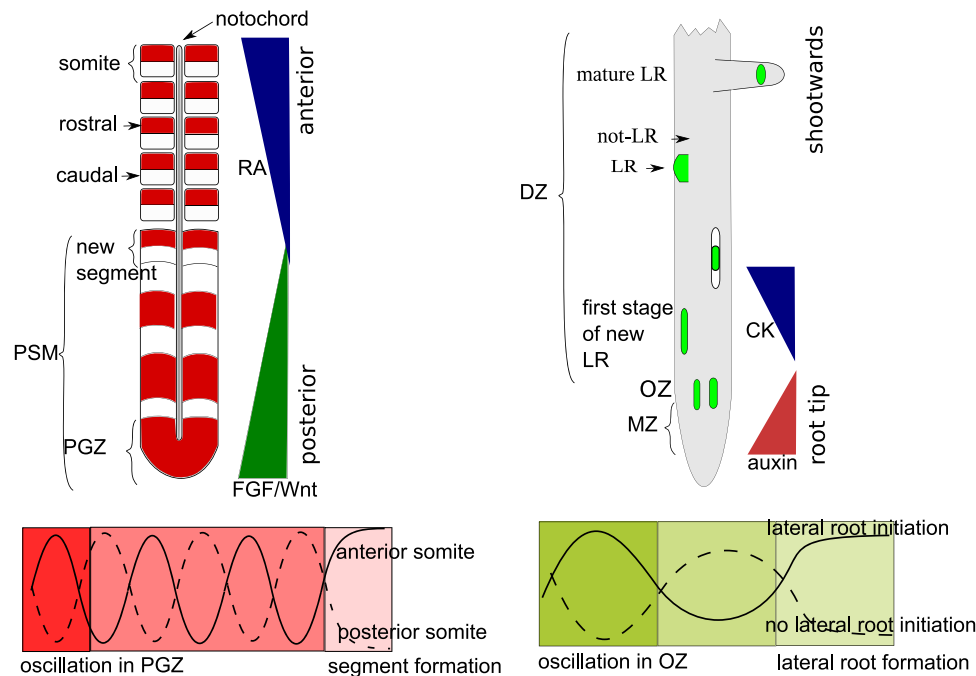 notochord
somite
rostral
caudal
new
segment
PSM
PGZ
RA
anterior
posterior
FGF/Wnt
anterior somite
posterior somite
oscillation in PGZ
segment formation
DZ
mature LR
not-LR
LR
first stage
of new
LR
OZ
MZ
CK
auxin
shootwards
root tip
lateral root initiation
no lateral root initiation
oscillation in OZ
lateral root formation